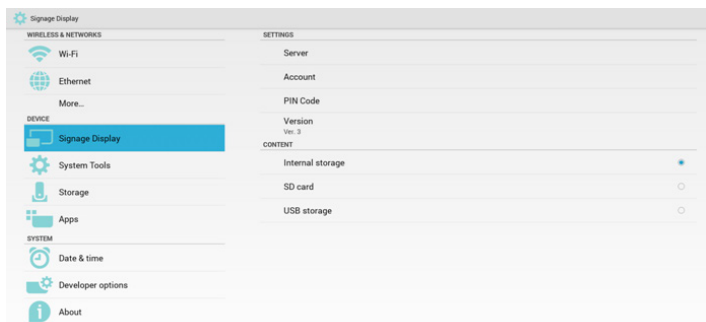 Signage Display
WIRELESS & NETWORKS
Wi-Fi
Ethernet
More...
DEVICE
Signage Display
System Tools
Storage
Apps
SYSTEM
Date & time
Developer options
About
SETTINGS
Server
Account
PIN Code
Version
Ver. 3
CONTENT
Internal storage
SD card
USB storage